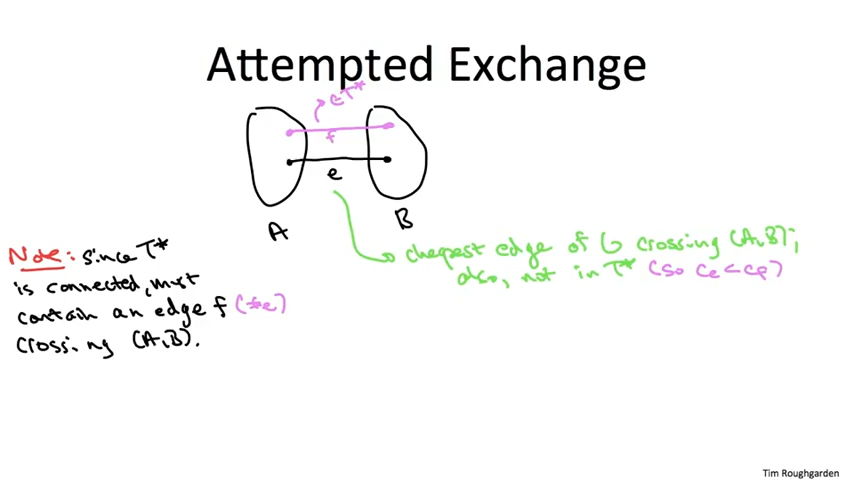 Attempted Exchange
∈T*
f
e
A
B
cheapest edge of G crossing (A,B);
also, not in T* (so ce < cf)
Note: since T*
is connected, must
contain an edge f (≠e)
crossing (A,B).
Tim Roughgarden